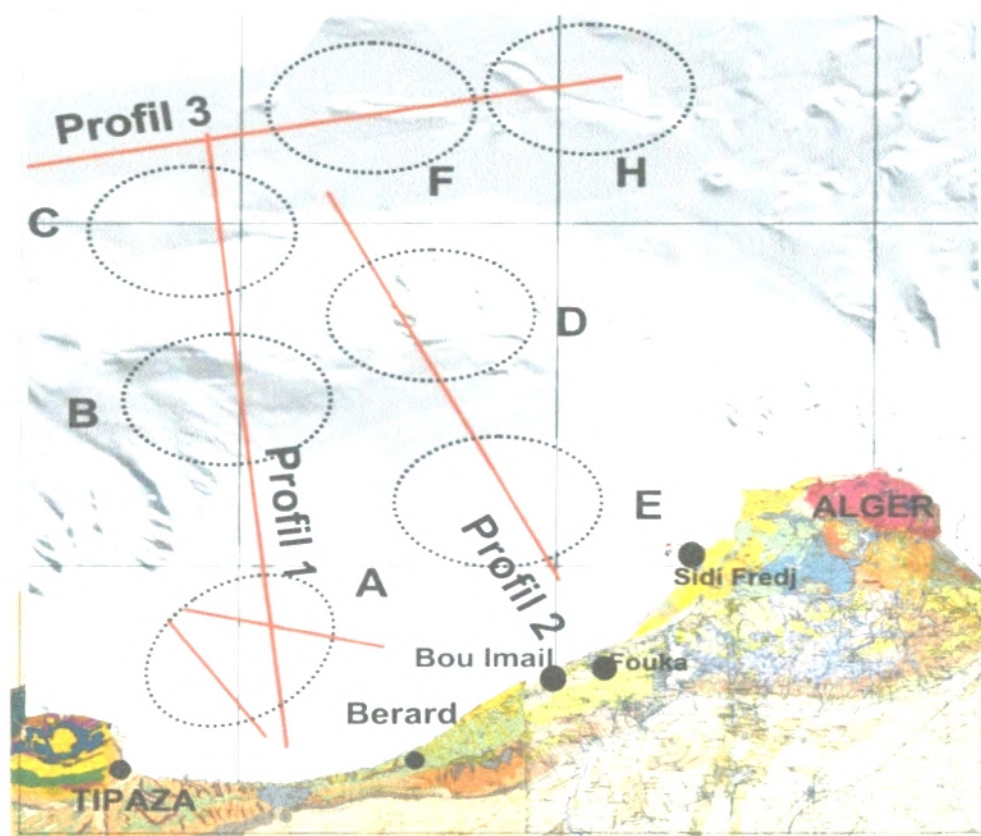 Profil 3
F
H
C
D
B
Profil 1
E
ALGER
Profil 2
Sidi Fredj
A
Bou Imail
Fouka
Berard
TIPAZA